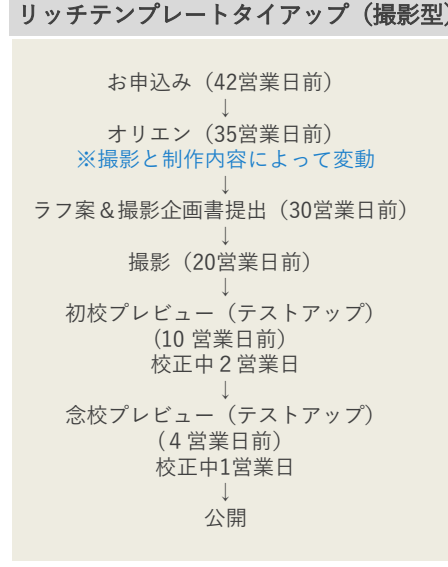 リッチテンプレートタイアップ（撮影型）
お申込み（42営業日前）
↓
オリエン（35営業日前）
※撮影と制作内容によって変動
↓
ラフ案＆撮影企画書提出（30営業日前）
↓
撮影（20営業日前）
↓
初校プレビュー（テストアップ）
(10 営業日前）
校正中２営業日
↓
念校プレビュー（テストアップ）
（４営業日前）
校正中1営業日
↓
公開